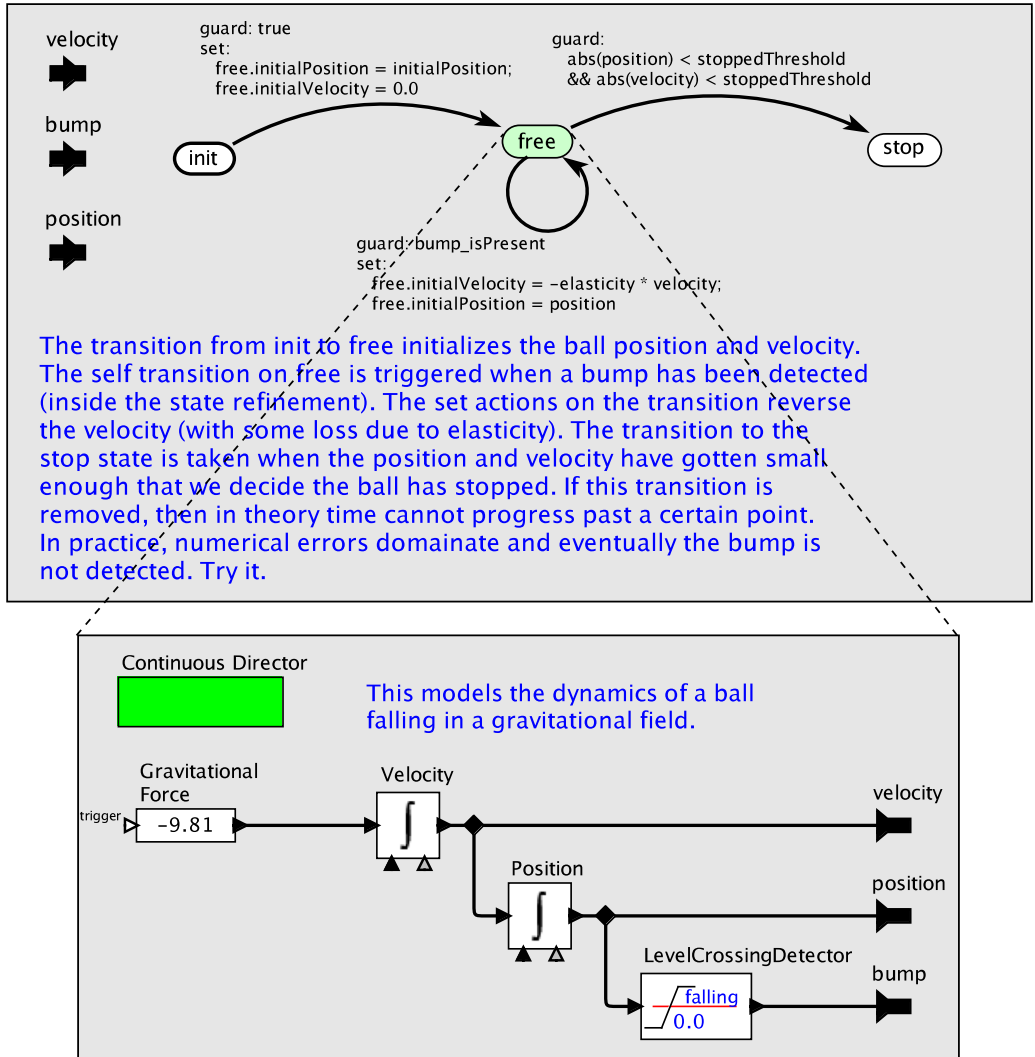 velocity
bump
position
guard: true
set:
free.initialPosition = initialPosition;
free.initialVelocity = 0.0
guard:
abs(position) < stoppedThreshold
&& abs(velocity) < stoppedThreshold
init
free
stop
guard: bump_isPresent
set:
free.initialVelocity = -elasticity * velocity;
free.initialPosition = position
The transition from init to free initializes the ball position and velocity.
The self transition on free is triggered when a bump has been detected
(inside the state refinement). The set actions on the transition reverse
the velocity (with some loss due to elasticity). The transition to the
stop state is taken when the position and velocity have gotten small
enough that we decide the ball has stopped. If this transition is
removed, then in theory time cannot progress past a certain point.
In practice, numerical errors domainate and eventually the bump is
not detected. Try it.
Continuous Director
This models the dynamics of a ball
falling in a gravitational field.
Gravitational
Force
trigger
-9.81
Velocity
∫
velocity
Position
∫
position
LevelCrossingDetector
falling
0.0
bump